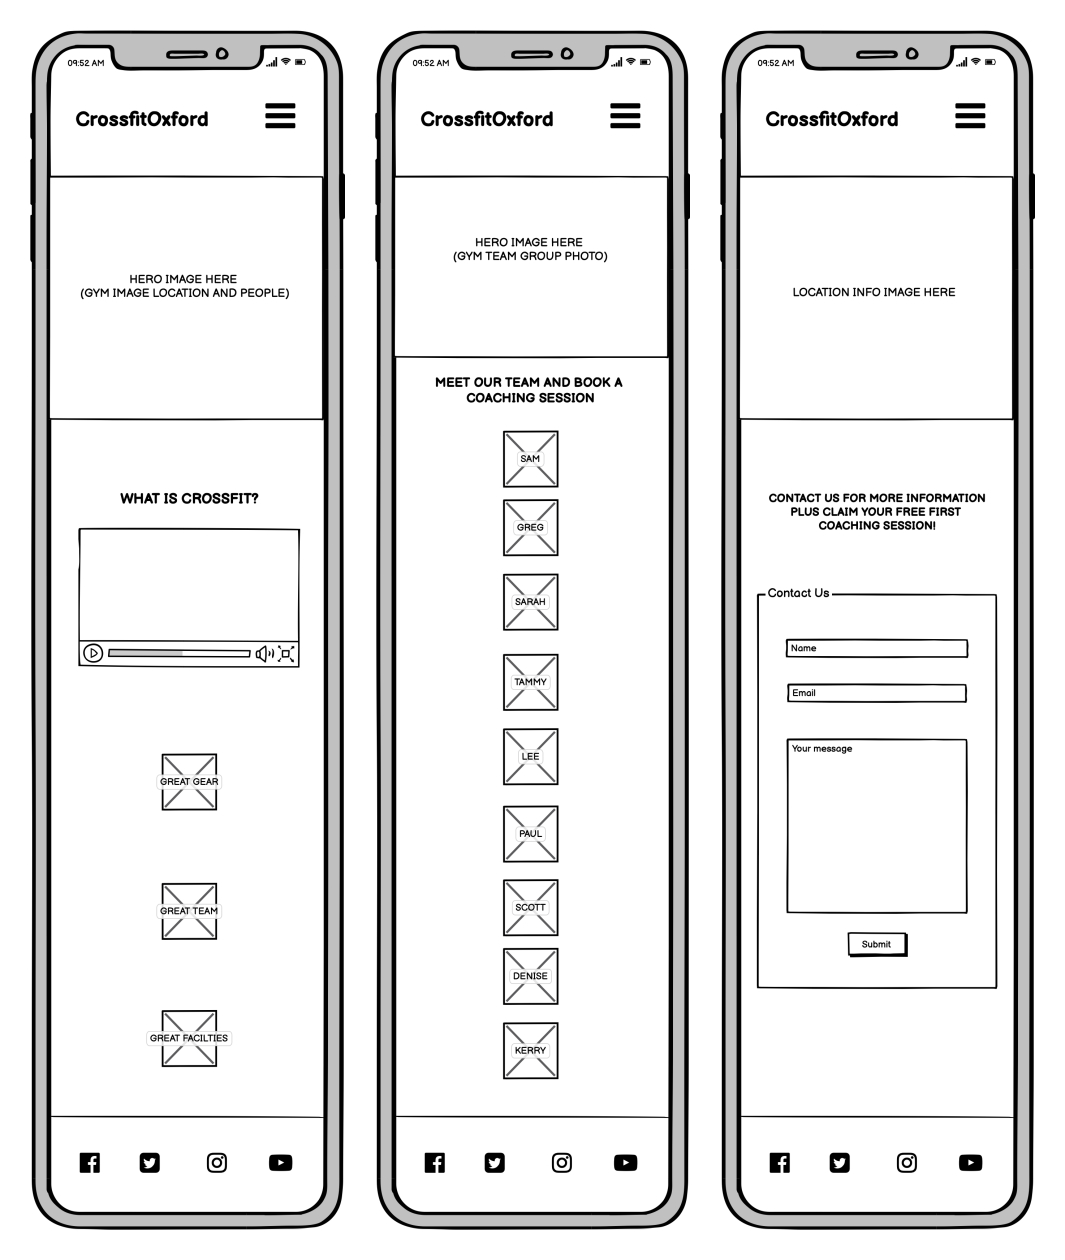 09:52 AM
CrossfitOxford
HERO IMAGE HERE
(GYM IMAGE LOCATION AND PEOPLE)
WHAT IS CROSSFIT?
GREAT GEAR
GREAT TEAM
GREAT FACILTIES
09:52 AM
CrossfitOxford
HERO IMAGE HERE
(GYM TEAM GROUP PHOTO)
MEET OUR TEAM AND BOOK A
COACHING SESSION
SAM
GREG
SARAH
TAMMY
LEE
PAUL
SCOTT
DENISE
KERRY
09:52 AM
CrossfitOxford
LOCATION INFO IMAGE HERE
CONTACT US FOR MORE INFORMATION
PLUS CLAIM YOUR FREE FIRST
COACHING SESSION!
Contact Us
Name
Email
Your message
Submit